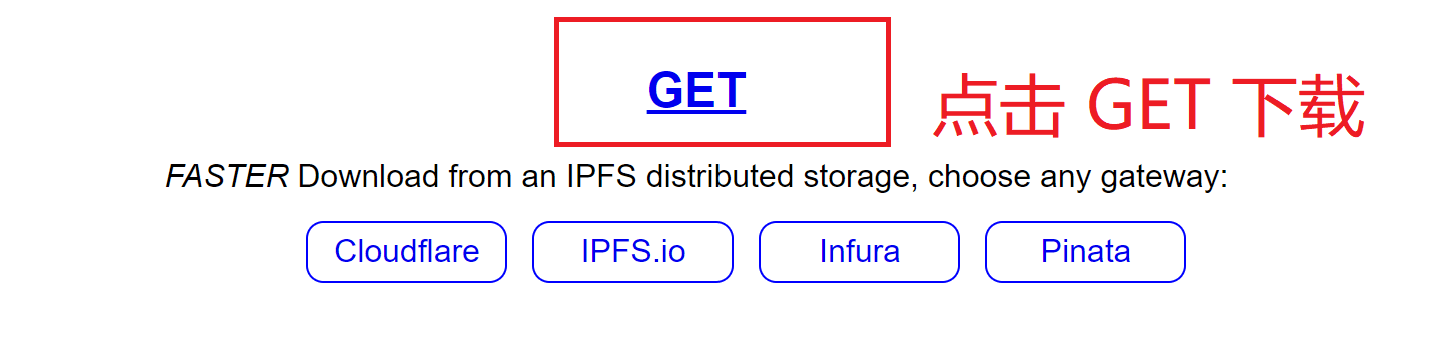 GET 点击 GET 下载
FASTER Download from an IPFS distributed storage, choose any gateway:
Cloudflare IPFS.io Infura Pinata